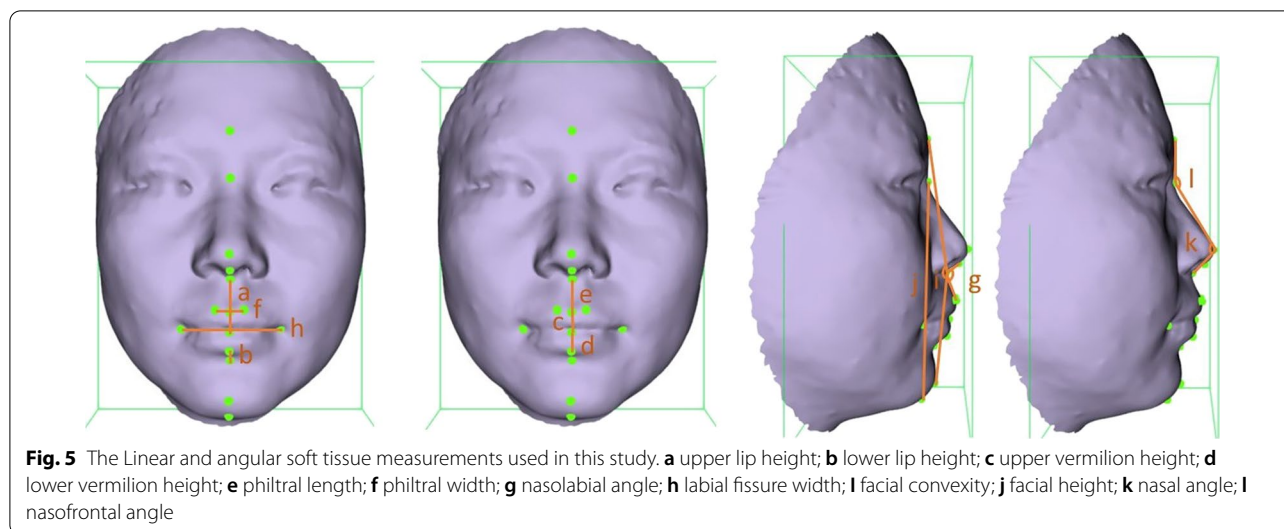 a
f
h
b
e
c
d
j
i
g
l
k
Fig. 5 The Linear and angular soft tissue measurements used in this study. a upper lip height; b lower lip height; c upper vermilion height; d
lower vermilion height; e philtral length; f philtral width; g nasolabial angle; h labial fissure width; I facial convexity; j facial height; k nasal angle; l
nasofrontal angle